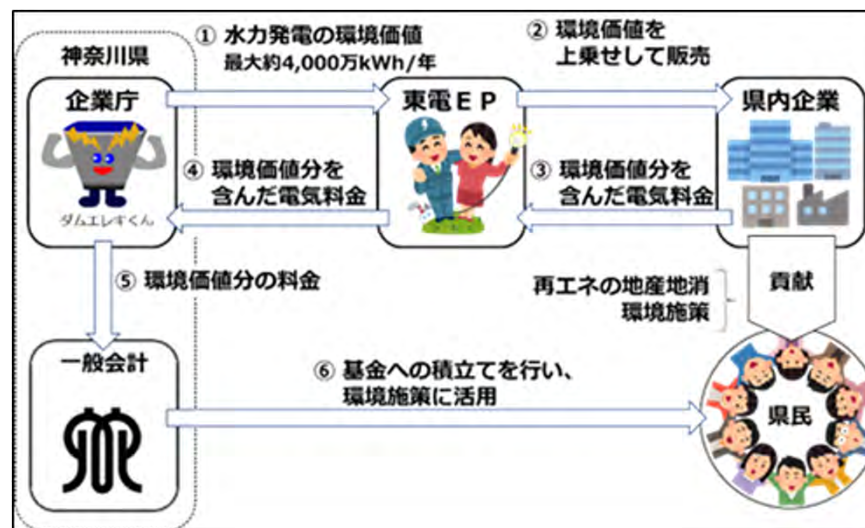 神奈川県
① 水力発電の環境価値
最大約4,000万kWh/年
② 環境価値を
上乗せして販売
企業庁
東電EP
県内企業
④ 環境価値分を
含んだ電気料金
③ 環境価値分を
含んだ電気料金
ダムエレキくん
⑤ 環境価値分の料金
再エネの地産地消
環境施策
貢献
一般会計
⑥ 基金への積立てを行い、
環境施策に活用
県民